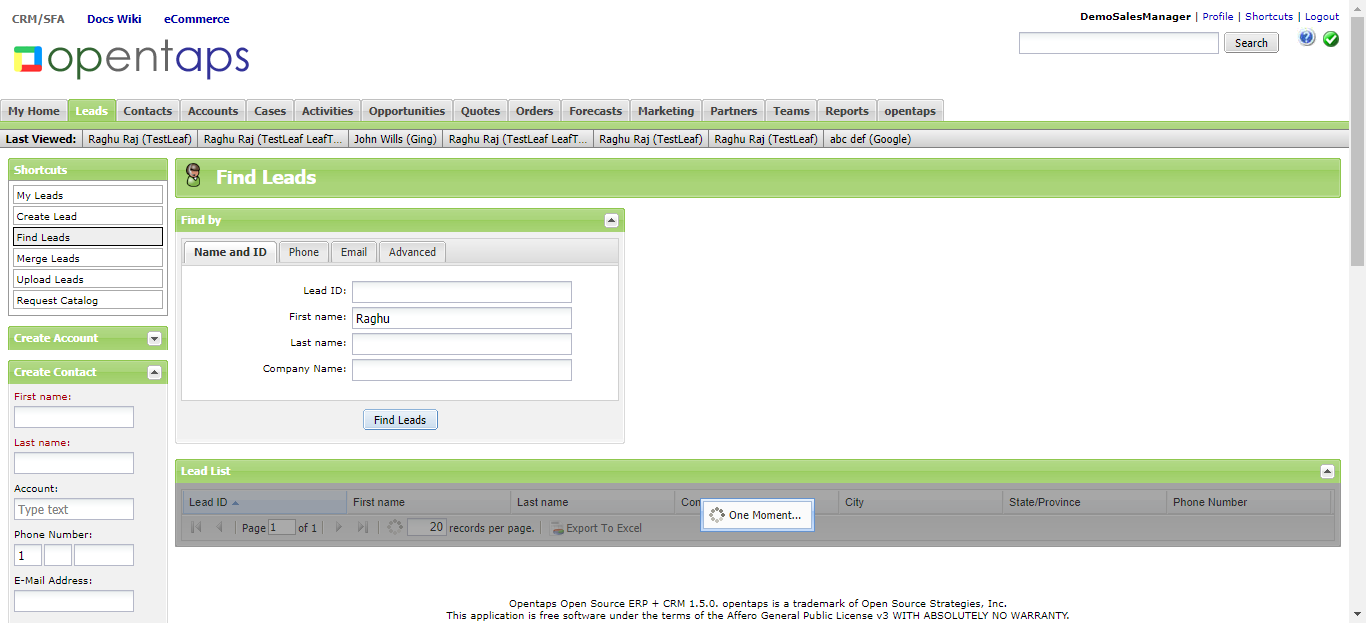 CRM/SFA Docs Wiki eCommerce
DemoSalesManager | Profile | Shortcuts | Logout
opentaps
Search
My Home Leads Contacts Accounts Cases Activities Opportunities Quotes Orders Forecasts Marketing Partners Teams Reports opentaps
Last Viewed: Raghu Raj (TestLeaf) Raghu Raj (TestLeaf LeafT... John Wills (Ging) Raghu Raj (TestLeaf LeafT... Raghu Raj (TestLeaf) Raghu Raj (TestLeaf) abc def (Google)
Shortcuts
My Leads
Create Lead
Find Leads
Merge Leads
Upload Leads
Request Catalog
Create Account
Create Contact
First name:
Last name:
Account:
Type text
Phone Number:
1
E-Mail Address:
Find Leads
Find by
Name and ID Phone Email Advanced
Lead ID:
First name: Raghu
Last name:
Company Name:
Find Leads
Lead List
Lead ID First name Last name City State/Province Phone Number
One Moment...
Page 1 of 1 20 records per page. Export To Excel
Opentaps Open Source ERP + CRM 1.5.0. opentaps is a trademark of Open Source Strategies, Inc.
This application is free software under the terms of the Affero General Public License v3 WITH ABSOLUTELY NO WARRANTY.